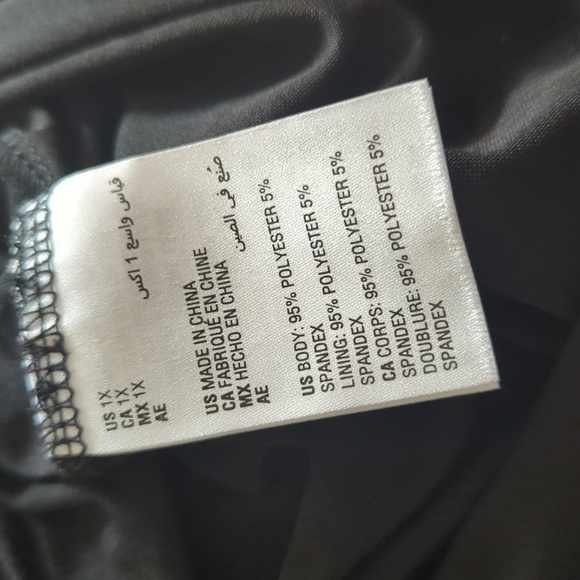 US 1X
CA 1X
MX 1X
AE قياس واسع 1 اكس
US MADE IN CHINA
CA FABRIQUÉ EN CHINE
MX HECHO EN CHINA
AE صنع في الصين
US BODY: 95% POLYESTER 5%
SPANDEX
LINING: 95% POLYESTER 5%
SPANDEX
CA CORPS: 95% POLYESTER 5%
SPANDEX
DOUBLURE: 95% POLYESTER 5%
SPANDEX